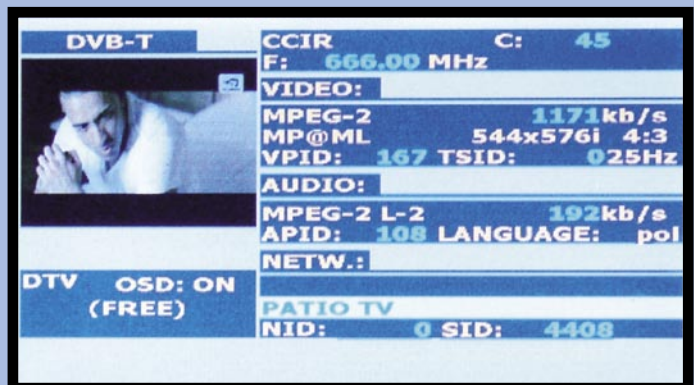 DVB-T
CCIR C: 45
F: 666.00 MHz
VIDEO:
MPEG-2 1171kb/s
MP@ML 544x576i 4:3
VPID: 167 TSID: 025Hz
AUDIO:
MPEG-2 L-2 192kb/s
APID: 108 LANGUAGE: pol
NETW.:
PATIO TV
NID: 0 SID: 4408
DTV OSD: ON
(FREE)